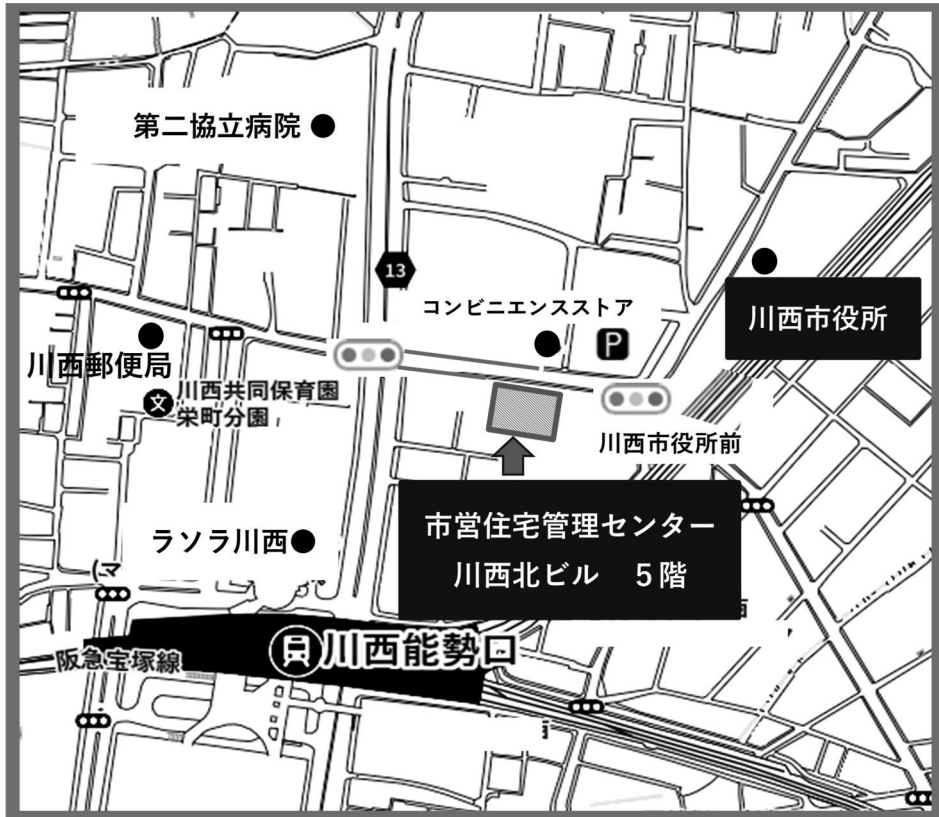 第二協立病院
13
コンビニエンスストア
P
川西市役所
川西郵便局
文
川西共同保育園
栄町分園
川西市役所前
市営住宅管理センター
川西北ビル　5階
ラソラ川西
川西能勢口
阪急宝塚線